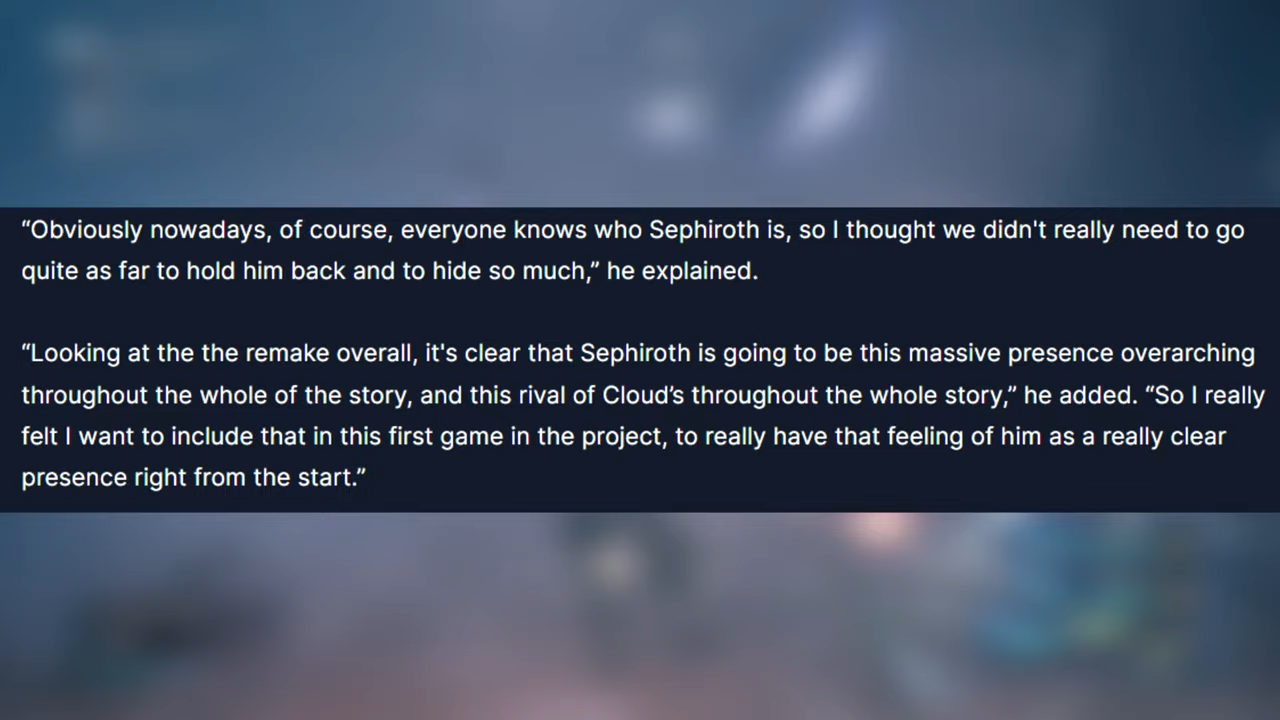 “Obviously nowadays, of course, everyone knows who Sephiroth is, so I thought we didn't really need to go
quite as far to hold him back and to hide so much,” he explained.
“Looking at the the remake overall, it's clear that Sephiroth is going to be this massive presence overarching
throughout the whole of the story, and this rival of Cloud’s throughout the whole story,” he added. “So I really
felt I want to include that in this first game in the project, to really have that feeling of him as a really clear
presence right from the start.”